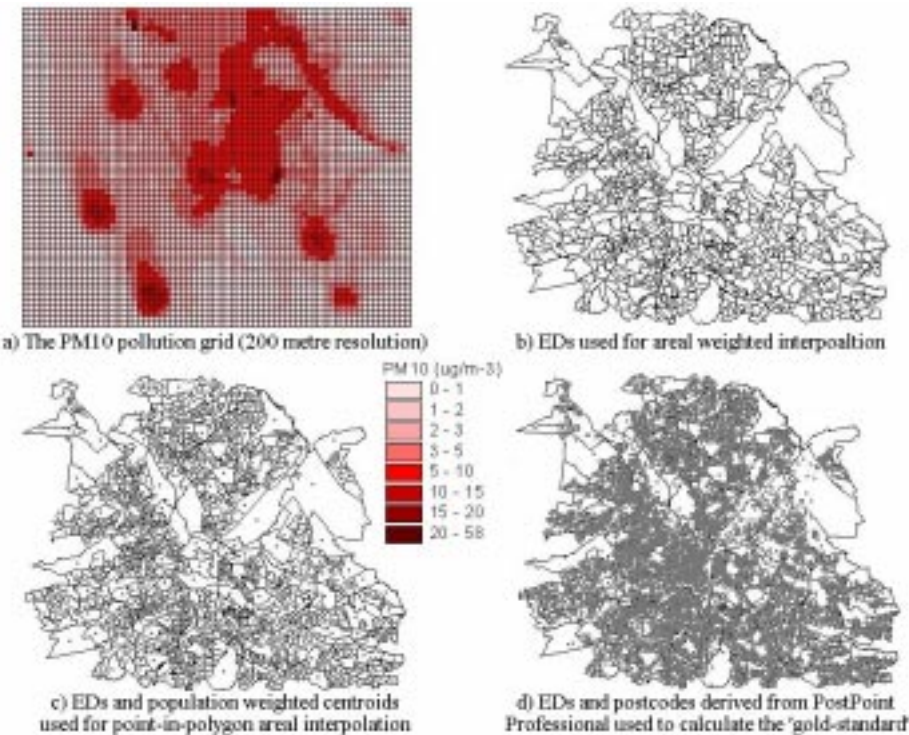 a) The PM10 pollution grid (200 metre resolution)
b) EDs used for areal weighted interpoaltion
PM10 (ug/m-3)
0 - 1
1 - 2
2 - 3
3 - 5
5 - 10
10 - 15
15 - 20
20 - 58
c) EDs and population weighted centroids
used for point-in-polygon areal interpolation
d) EDs and postcodes derived from PostPoint
Professional used to calculate the 'gold-standard'